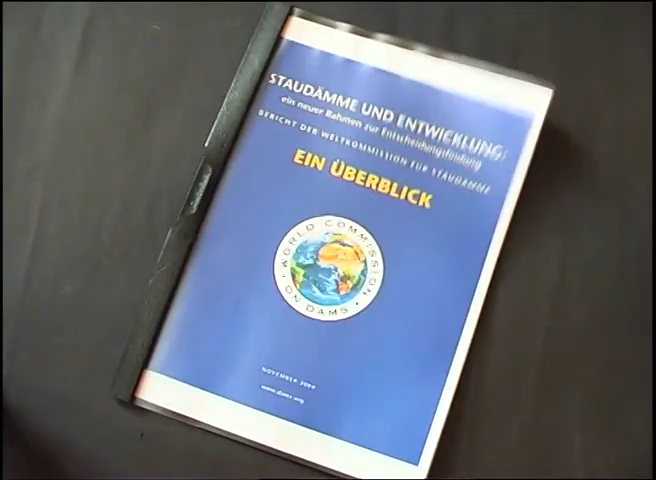 STAUDÄMME UND ENTWICKLUNG:
ein neuer Rahmen zur Entscheidungsfindung
BERICHT DER WELTKOMMISSION FÜR STAUDÄMME
EIN ÜBERBLICK
WORLD COMMISSION
ON DAMS
NOVEMBER 2000
www.dams.org